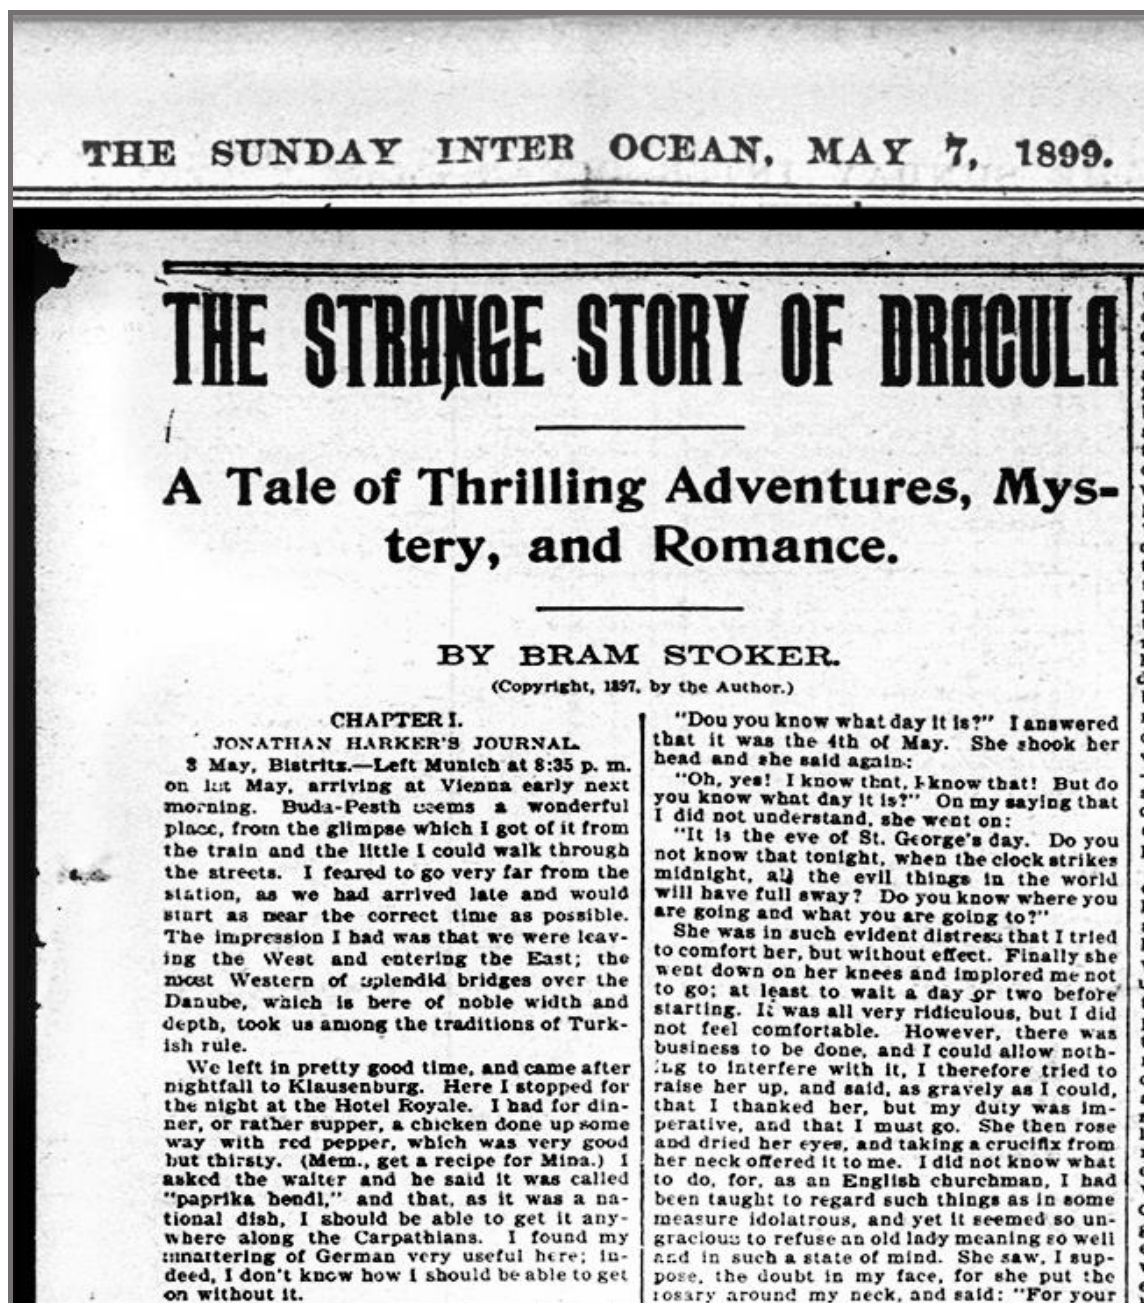 THE SUNDAY INTER OCEAN, MAY 7, 1899.
THE STRANGE STORY OF DRACULA
A Tale of Thrilling Adventures, Mys-
tery, and Romance.
BY BRAM STOKER.
(Copyright, 1897, by the Author.)
CHAPTER I.
JONATHAN HARKER'S JOURNAL.
3 May, Bistritz.—Left Munich at 8:35 p. m.
on 1st May, arriving at Vienna early next
morning. Buda-Pesth seems a wonderful
place, from the glimpse which I got of it from
the train and the little I could walk through
the streets. I feared to go very far from the
station, as we had arrived late and would
start as near the correct time as possible.
The impression I had was that we were leav-
ing the West and entering the East; the
most Western of splendid bridges over the
Danube, which is here of noble width and
depth, took us among the traditions of Turk-
ish rule.
We left in pretty good time, and came after
nightfall to Klausenburg. Here I stopped for
the night at the Hotel Royale. I had for din-
ner, or rather supper, a chicken done up some
way with red pepper, which was very good
but thirsty. (Mem., get a recipe for Mina.) I
asked the waiter and he said it was called
"paprika hendl," and that, as it was a na-
tional dish, I should be able to get it any-
where along the Carpathians. I found my
smattering of German very useful here; in-
deed, I don't know how I should be able to get
on without it.
"Dou you know what day it is?" I answered
that it was the 4th of May. She shook her
head and she said again:
"Oh, yes! I know that, I know that! But do
you know what day it is?" On my saying that
I did not understand, she went on:
"It is the eve of St. George's day. Do you
not know that tonight, when the clock strikes
midnight, all the evil things in the world
will have full sway? Do you know where you
are going and what you are going to?"
She was in such evident distress that I tried
to comfort her, but without effect. Finally she
went down on her knees and implored me not
to go; at least to wait a day or two before
starting. It was all very ridiculous, but I did
not feel comfortable. However, there was
business to be done, and I could allow noth-
ing to interfere with it, I therefore tried to
raise her up, and said, as gravely as I could,
that I thanked her, but my duty was im-
perative, and that I must go. She then rose
and dried her eyes, and taking a crucifix from
her neck offered it to me. I did not know what
to do, for, as an English churchman, I had
been taught to regard such things as in some
measure idolatrous, and yet it seemed so un-
gracious to refuse an old lady meaning so well
and in such a state of mind. She saw, I sup-
pose, the doubt in my face, for she put the
rosary around my neck, and said: "For your